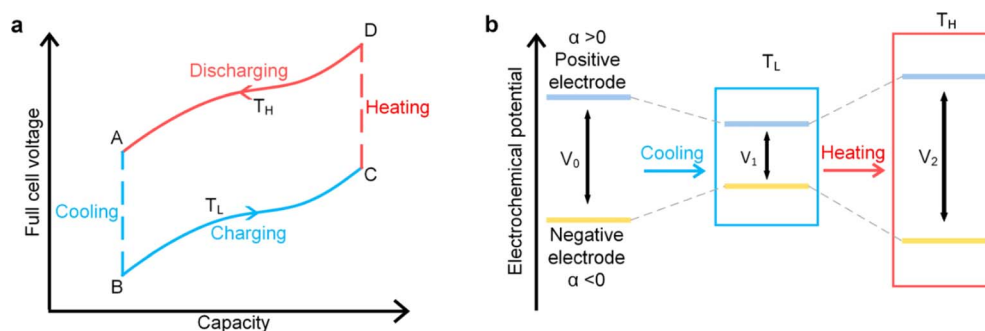 a
Full cell voltage
Capacity
A
B
C
D
Discharging
T_H
Heating
Cooling
T_L
Charging
b
Electrochemical potential
α >0
Positive
electrode
V_0
Negative
electrode
α <0
Cooling
T_L
V_1
Heating
T_H
V_2